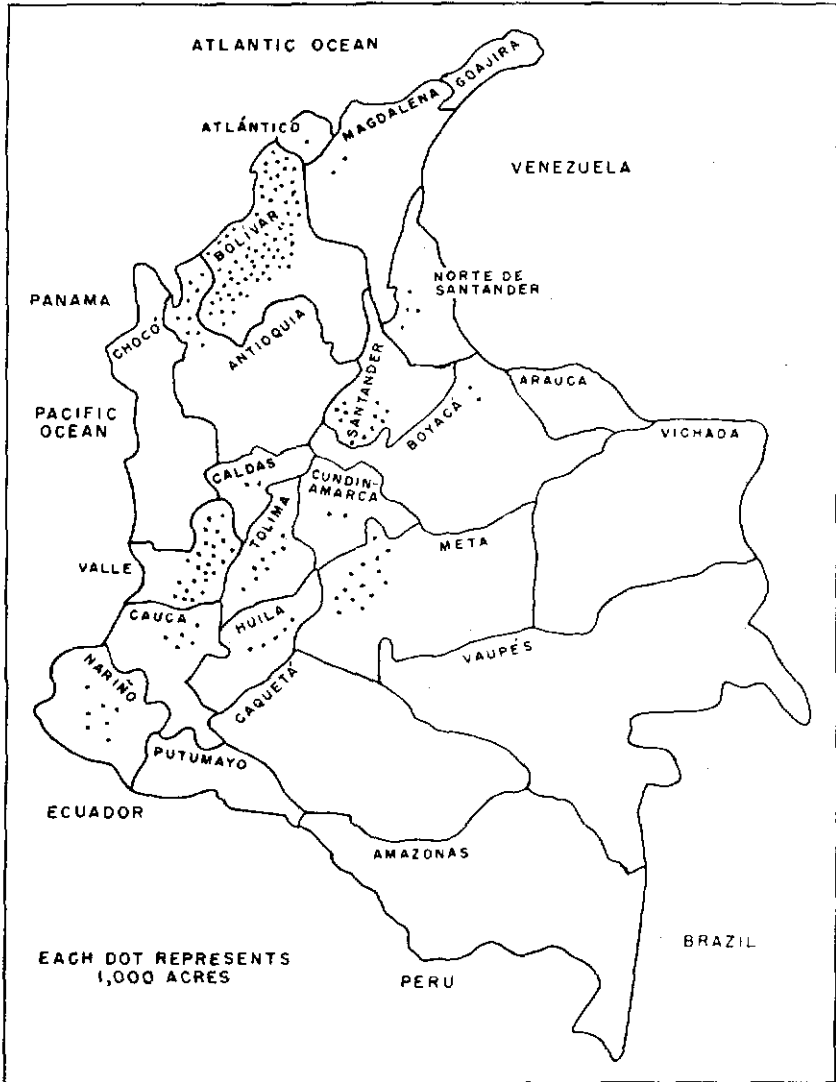 ATLANTIC OCEAN
GOAJIRA
MAGDALENA
ATLÁNTICO
VENEZUELA
BOLÍVAR
NORTE DE
SANTANDER
PANAMA
CHOCÓ
ANTIOQUIA
SANTANDER
ARAUCA
PACIFIC
OCEAN
BOYACÁ
VICHADA
CALDAS
CUNDIN-
AMARCA
TOLIMA
META
VALLE
CAUCA
HUILA
VAUPÉS
NARIÑO
CAQUETÁ
PUTUMAYO
ECUADOR
AMAZONAS
BRAZIL
EACH DOT REPRESENTS
1,000 ACRES
PERU